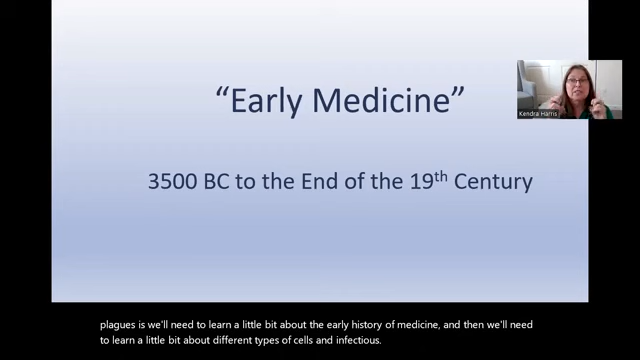 “Early Medicine”
3500 BC to the End of the 19th Century
Kendra Harris
plagues is we'll need to learn a little bit about the early history of medicine, and then we'll need
to learn a little bit about different types of cells and infectious.